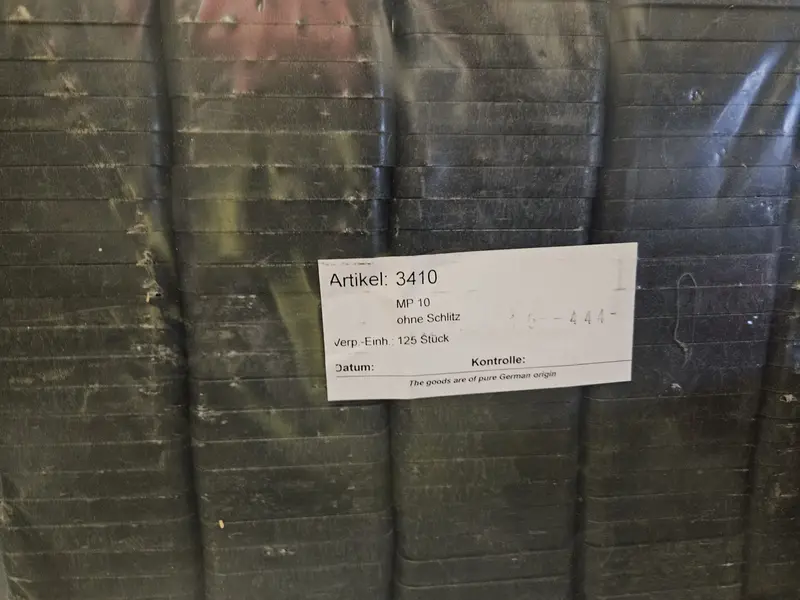 Artikel: 3410
MP 10
ohne Schlitz
Verp.-Einh.: 125 Stück
Datum: Kontrolle:
The goods are of pure German origin